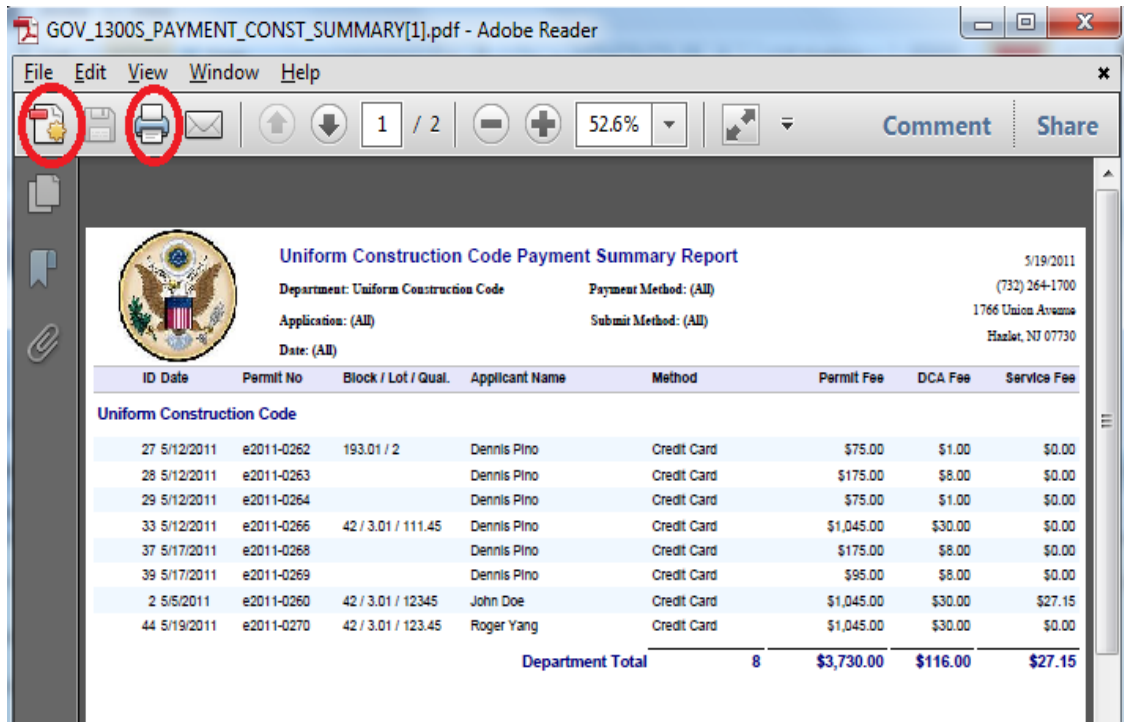 GOV_1300S_PAYMENT_CONST_SUMMARY[1].pdf - Adobe Reader
File Edit View Window Help
1 / 2 52.6% Comment Share
Uniform Construction Code Payment Summary Report
5/19/2011
Department: Uniform Construction Code Payment Method: (All) (732) 264-1700
Application: (All) Submit Method: (All) 1766 Union Avenue
Date: (All) Hazlet, NJ 07730
ID Date Permit No Block / Lot / Qual. Applicant Name Method Permit Fee DCA Fee Service Fee
Uniform Construction Code
27 5/12/2011 e2011-0262 193.01 / 2 Dennis Pino Credit Card $75.00 $1.00 $0.00
28 5/12/2011 e2011-0263 Dennis Pino Credit Card $175.00 $8.00 $0.00
29 5/12/2011 e2011-0264 Dennis Pino Credit Card $75.00 $1.00 $0.00
33 5/12/2011 e2011-0266 42 / 3.01 / 111.45 Dennis Pino Credit Card $1,045.00 $30.00 $0.00
37 5/17/2011 e2011-0268 Dennis Pino Credit Card $175.00 $8.00 $0.00
39 5/17/2011 e2011-0269 Dennis Pino Credit Card $95.00 $8.00 $0.00
2 5/5/2011 e2011-0260 42 / 3.01 / 12345 John Doe Credit Card $1,045.00 $30.00 $27.15
44 5/19/2011 e2011-0270 42 / 3.01 / 123.45 Roger Yang Credit Card $1,045.00 $30.00 $0.00
Department Total 8 $3,730.00 $116.00 $27.15